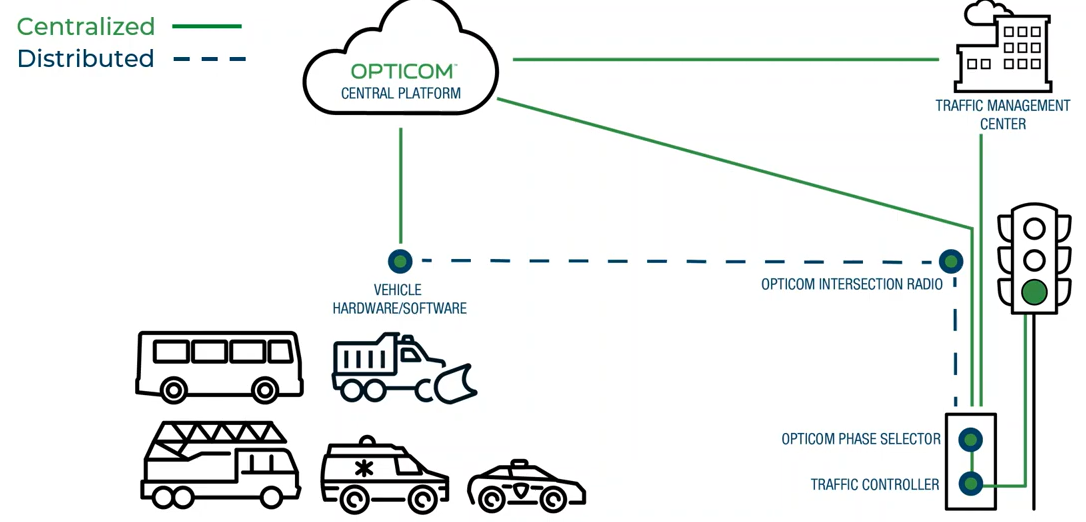 Centralized
Distributed
OPTICOM™
CENTRAL PLATFORM
TRAFFIC MANAGEMENT
CENTER
VEHICLE
HARDWARE/SOFTWARE
OPTICOM INTERSECTION RADIO
OPTICOM PHASE SELECTOR
TRAFFIC CONTROLLER